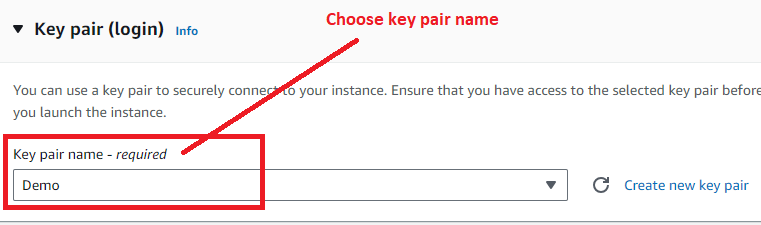 Choose key pair name
Key pair (login) Info
You can use a key pair to securely connect to your instance. Ensure that you have access to the selected key pair before
you launch the instance.
Key pair name - required
Demo
Create new key pair